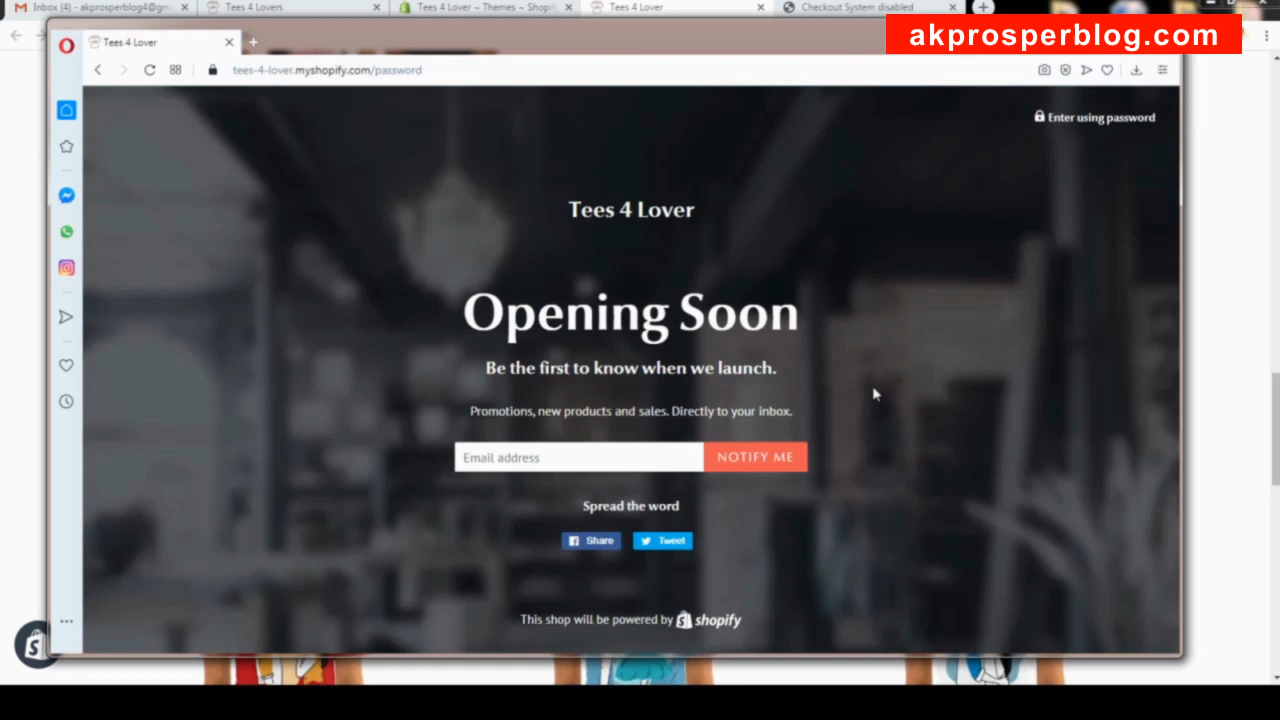 Inbox (4) - akprosperblog4@gm
Tees 4 Lovers
Tees 4 Lover ~ Themes ~ Shopif
Tees 4 Lover
Checkout System disabled
akprosperblog.com
Tees 4 Lover
tees-4-lover.myshopify.com/password
Enter using password
Tees 4 Lover
Opening Soon
Be the first to know when we launch.
Promotions, new products and sales. Directly to your inbox.
Email address
NOTIFY ME
Spread the word
Share
Tweet
This shop will be powered by shopify